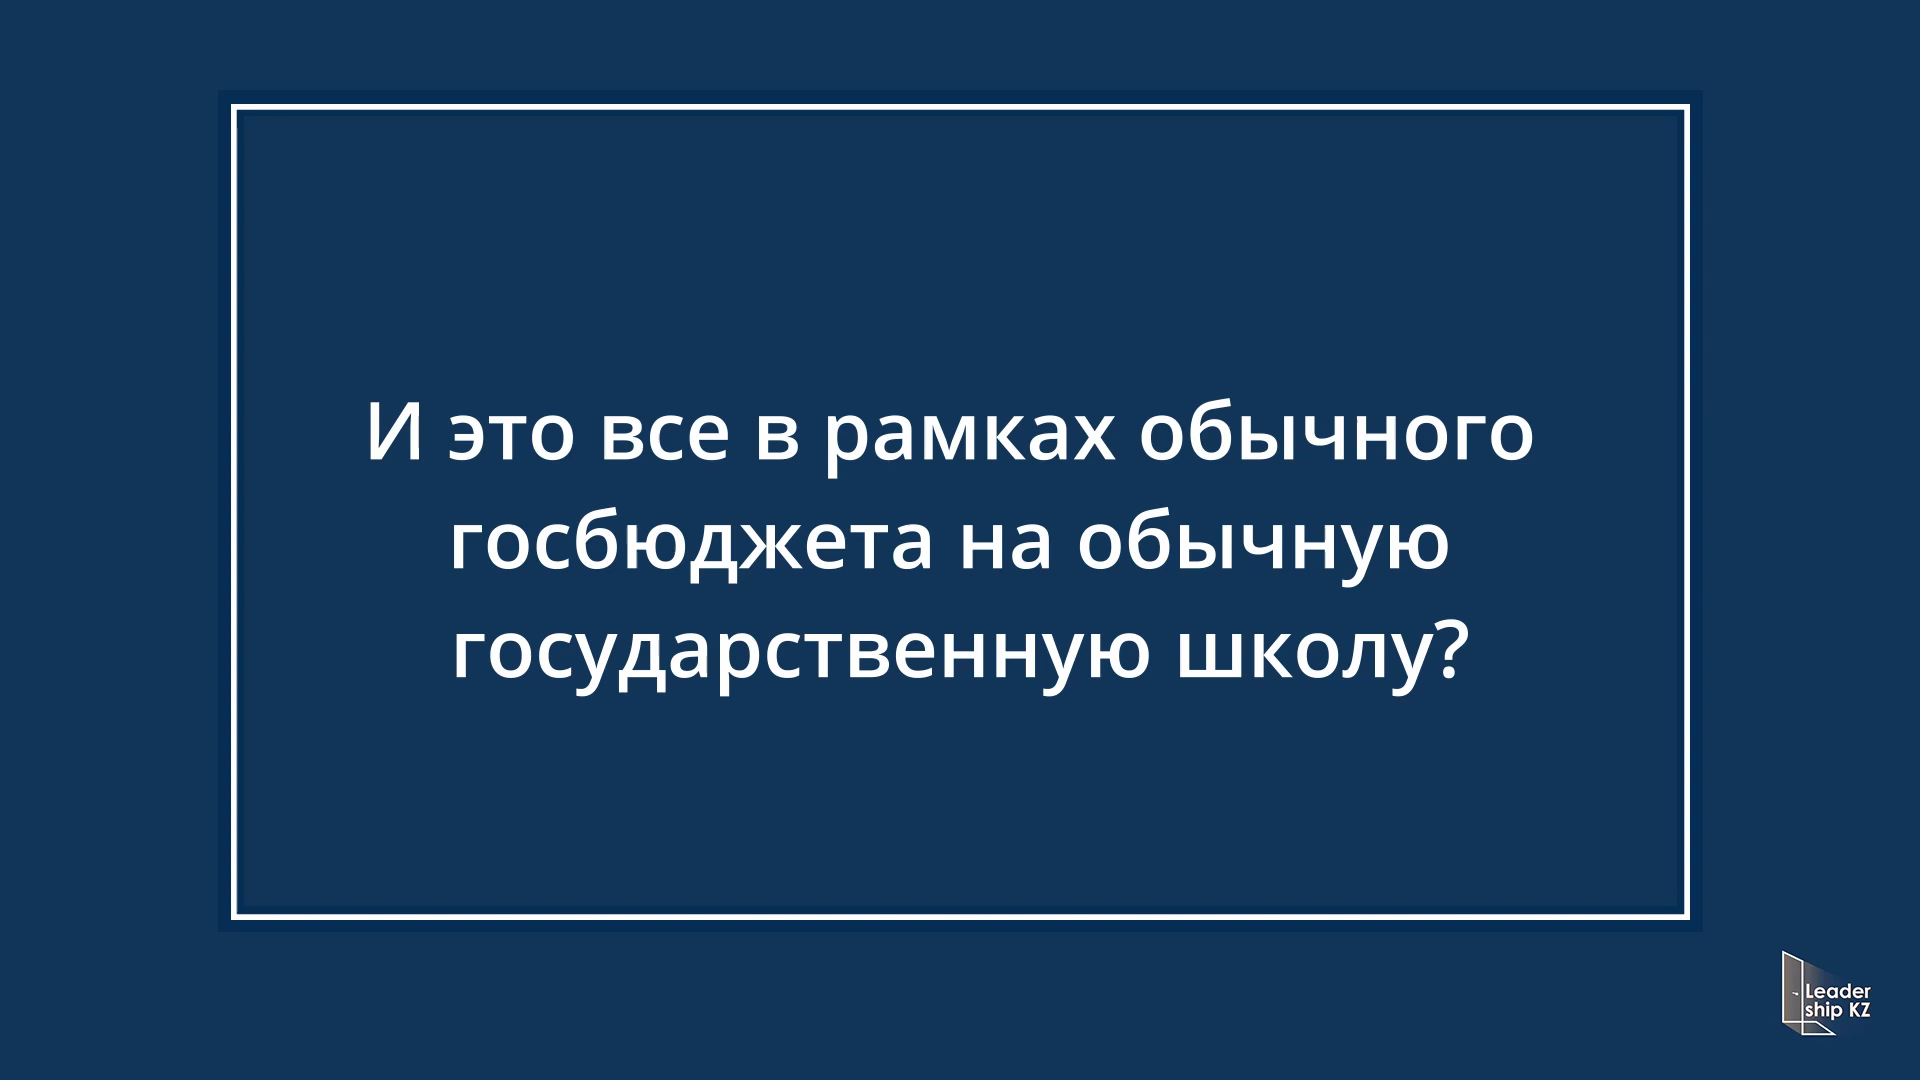 И это все в рамках обычного
госбюджета на обычную
государственную школу?
Leader
ship KZ